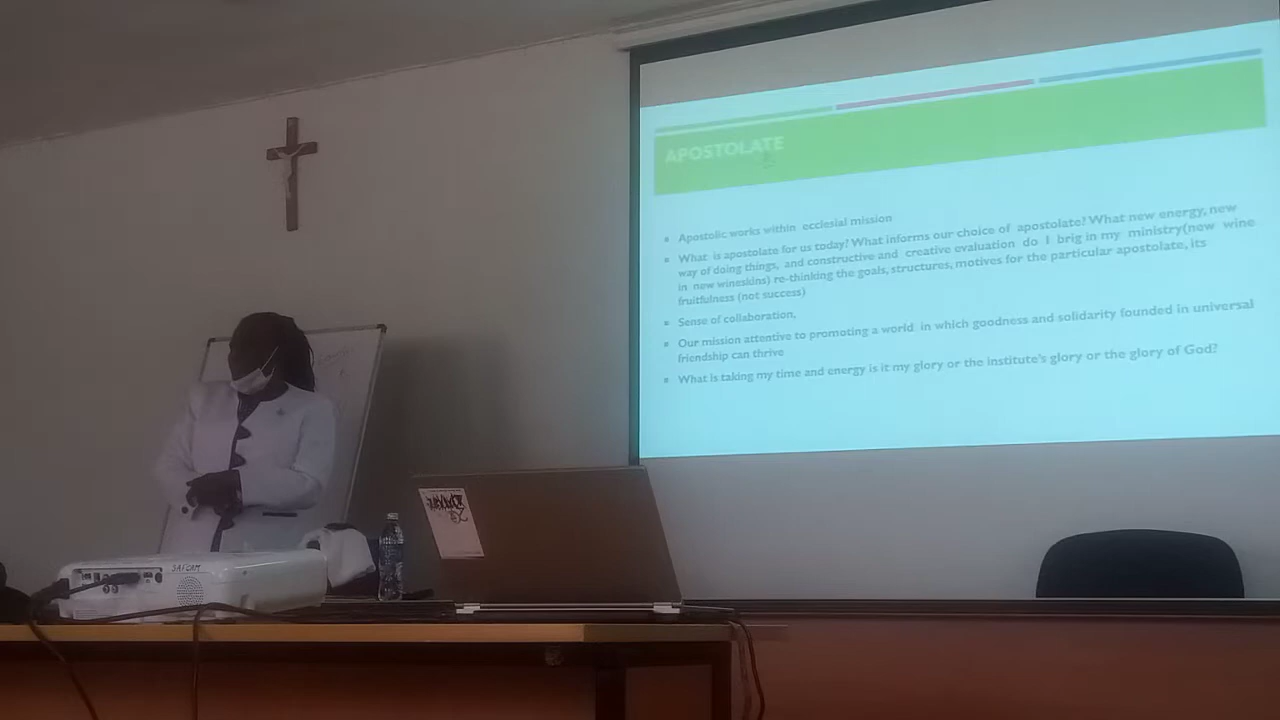 APOSTOLATE
Apostolic works within ecclesial mission
What is apostolate for us today? What informs our choice of apostolate? What new energy, new
way of doing things, and constructive and creative evaluation do I brig in my ministry(new wine
in new wineskins) re-thinking the goals, structures, motives for the particular apostolate, its
fruitfulness (not success)
Sense of collaboration,
Our mission attentive to promoting a world in which goodness and solidarity founded in universal
friendship can thrive
What is taking my time and energy is it my glory or the institute's glory or the glory of God?
SAFCAM